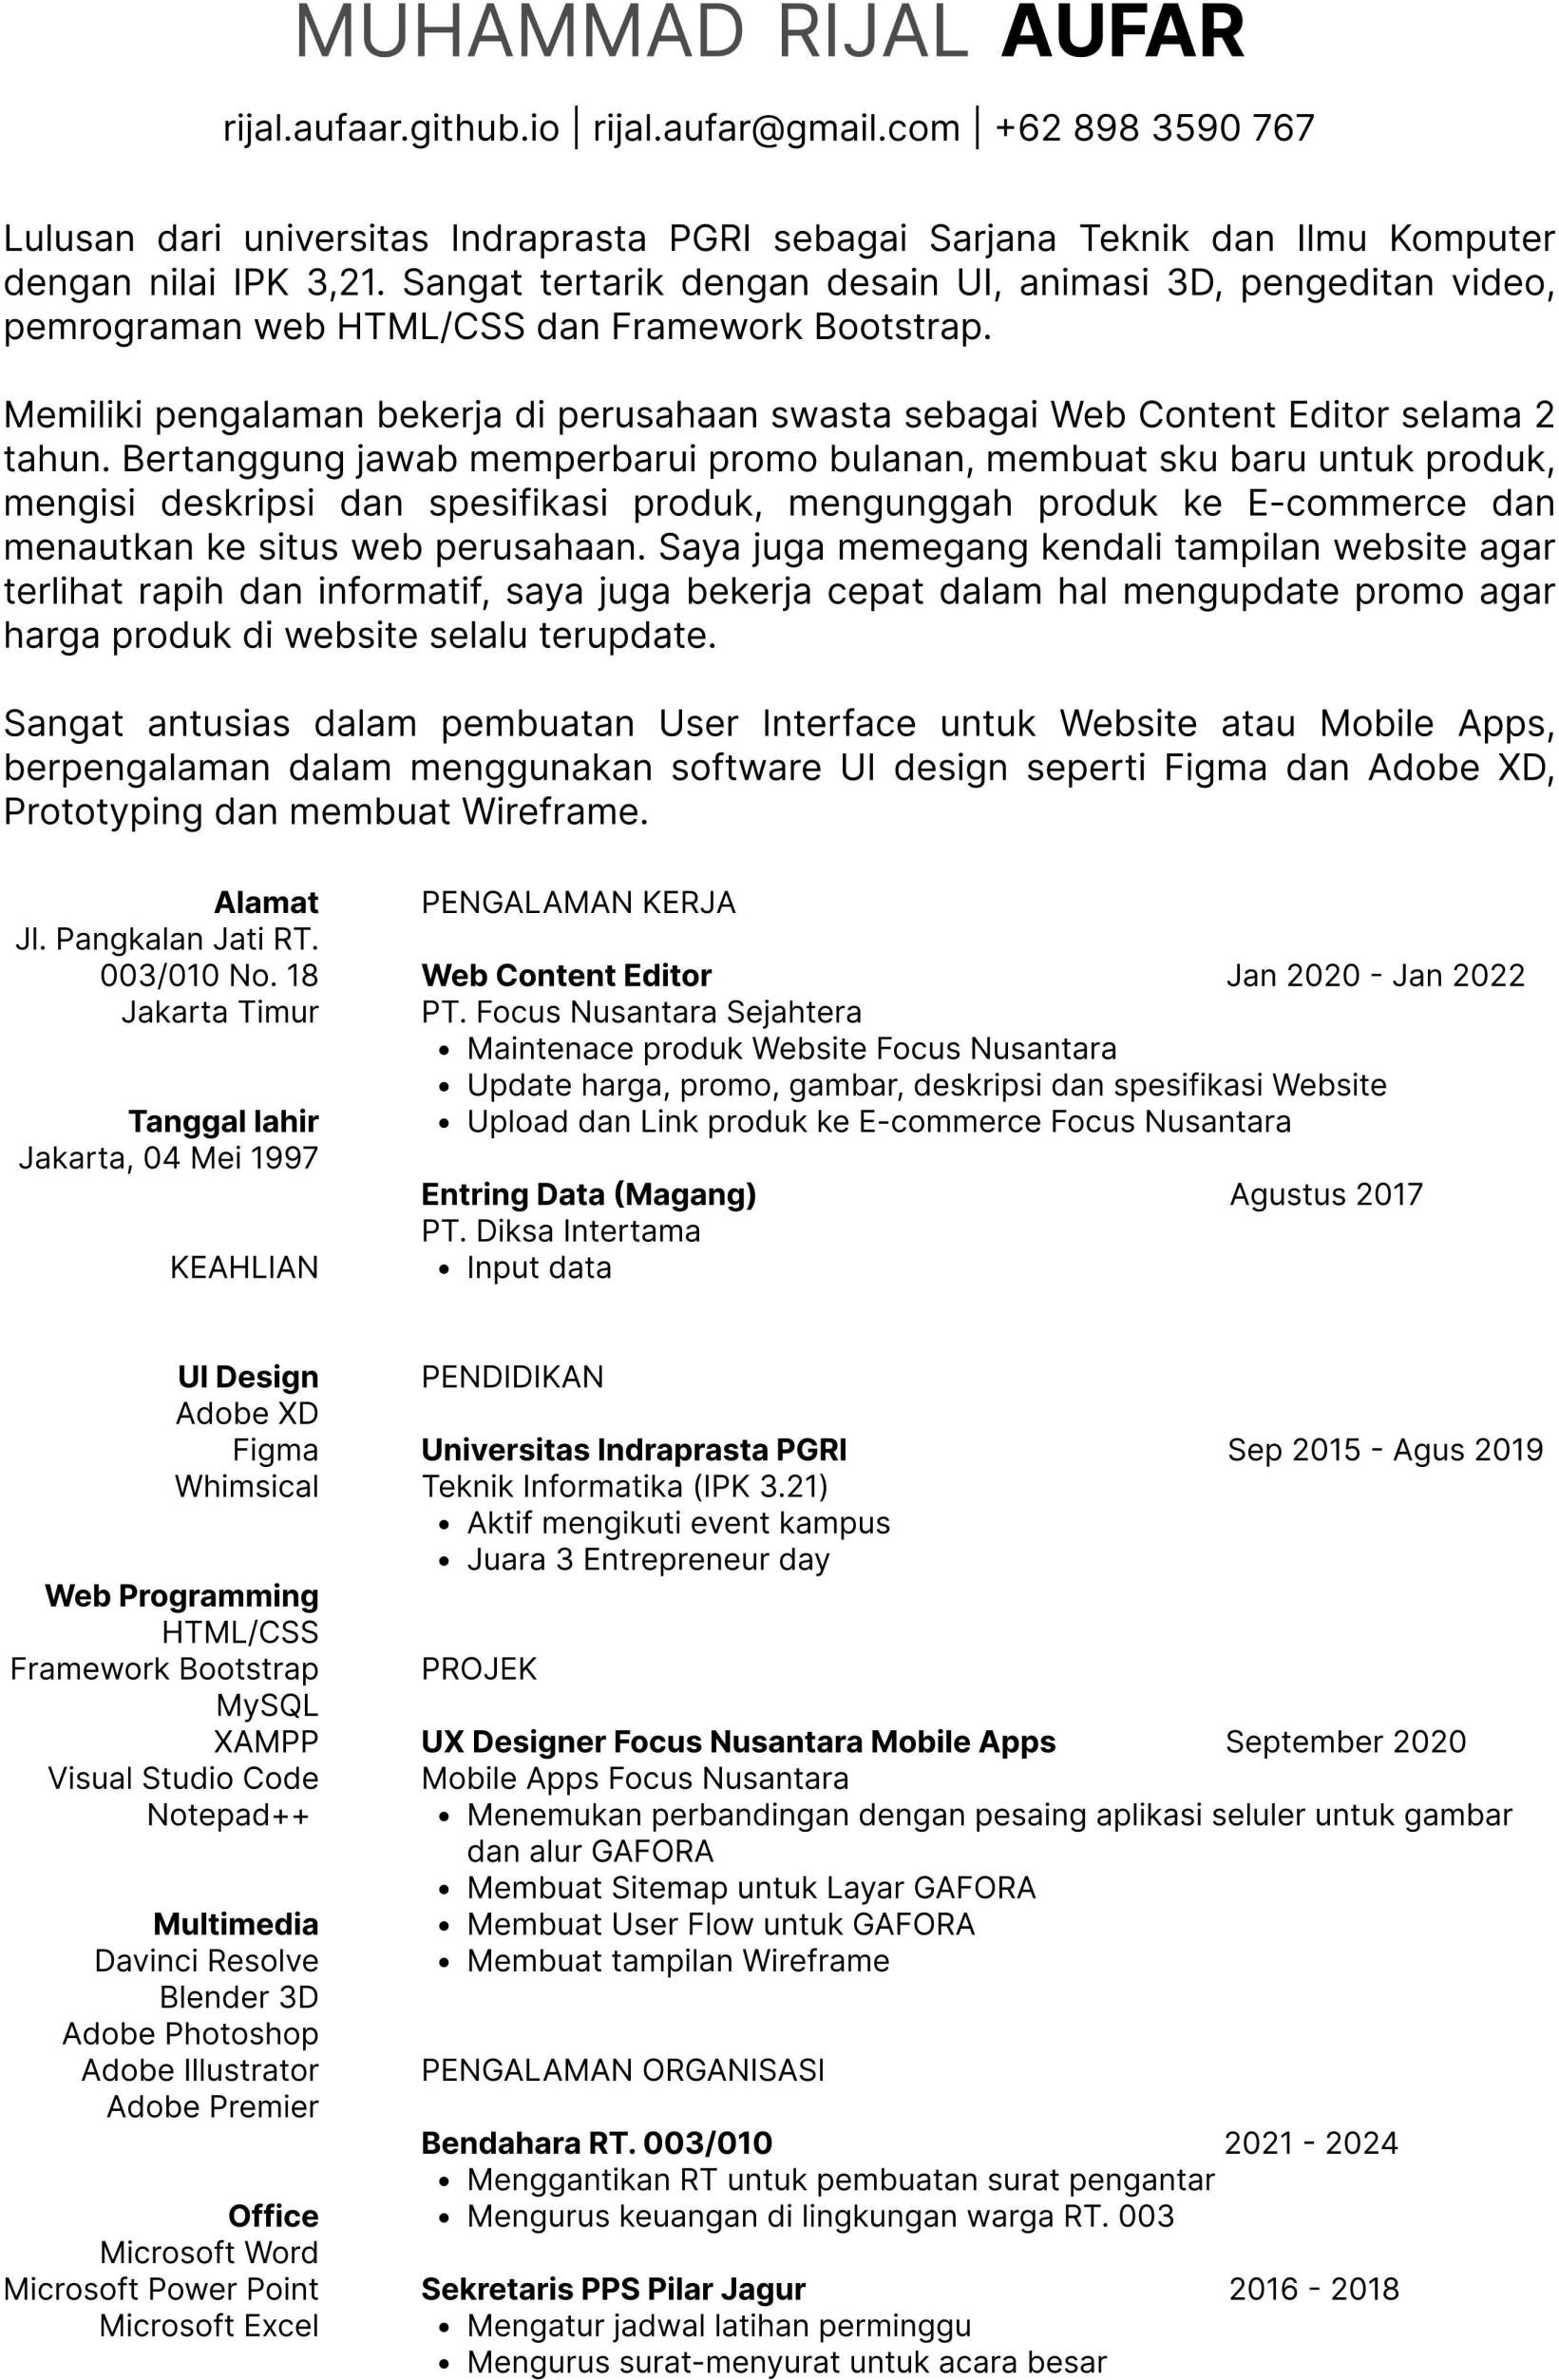 MUHAMMAD RIJAL AUFAR
rijal.aufaar.github.io | rijal.aufar@gmail.com | +62 898 3590 767
Lulusan dari universitas Indraprasta PGRI sebagai Sarjana Teknik dan Ilmu Komputer
dengan nilai IPK 3,21. Sangat tertarik dengan desain UI, animasi 3D, pengeditan video,
pemrograman web HTML/CSS dan Framework Bootstrap.
Memiliki pengalaman bekerja di perusahaan swasta sebagai Web Content Editor selama 2
tahun. Bertanggung jawab memperbarui promo bulanan, membuat sku baru untuk produk,
mengisi deskripsi dan spesifikasi produk, mengunggah produk ke E-commerce dan
menautkan ke situs web perusahaan. Saya juga memegang kendali tampilan website agar
terlihat rapih dan informatif, saya juga bekerja cepat dalam hal mengupdate promo agar
harga produk di website selalu terupdate.
Sangat antusias dalam pembuatan User Interface untuk Website atau Mobile Apps,
berpengalaman dalam menggunakan software UI design seperti Figma dan Adobe XD,
Prototyping dan membuat Wireframe.
Alamat
Jl. Pangkalan Jati RT.
003/010 No. 18
Jakarta Timur
Tanggal lahir
Jakarta, 04 Mei 1997
KEAHLIAN
UI Design
Adobe XD
Figma
Whimsical
Web Programming
HTML/CSS
Framework Bootstrap
MySQL
XAMPP
Visual Studio Code
Notepad++
Multimedia
Davinci Resolve
Blender 3D
Adobe Photoshop
Adobe Illustrator
Adobe Premier
Office
Microsoft Word
Microsoft Power Point
Microsoft Excel
PENGALAMAN KERJA
Web Content Editor Jan 2020 - Jan 2022
PT. Focus Nusantara Sejahtera
• Maintenace produk Website Focus Nusantara
• Update harga, promo, gambar, deskripsi dan spesifikasi Website
• Upload dan Link produk ke E-commerce Focus Nusantara
Entring Data (Magang) Agustus 2017
PT. Diksa Intertama
• Input data
PENDIDIKAN
Universitas Indraprasta PGRI Sep 2015 - Agus 2019
Teknik Informatika (IPK 3.21)
• Aktif mengikuti event kampus
• Juara 3 Entrepreneur day
PROJEK
UX Designer Focus Nusantara Mobile Apps September 2020
Mobile Apps Focus Nusantara
• Menemukan perbandingan dengan pesaing aplikasi seluler untuk gambar
dan alur GAFORA
• Membuat Sitemap untuk Layar GAFORA
• Membuat User Flow untuk GAFORA
• Membuat tampilan Wireframe
PENGALAMAN ORGANISASI
Bendahara RT. 003/010 2021 - 2024
• Menggantikan RT untuk pembuatan surat pengantar
• Mengurus keuangan di lingkungan warga RT. 003
Sekretaris PPS Pilar Jagur 2016 - 2018
• Mengatur jadwal latihan perminggu
• Mengurus surat-menyurat untuk acara besar